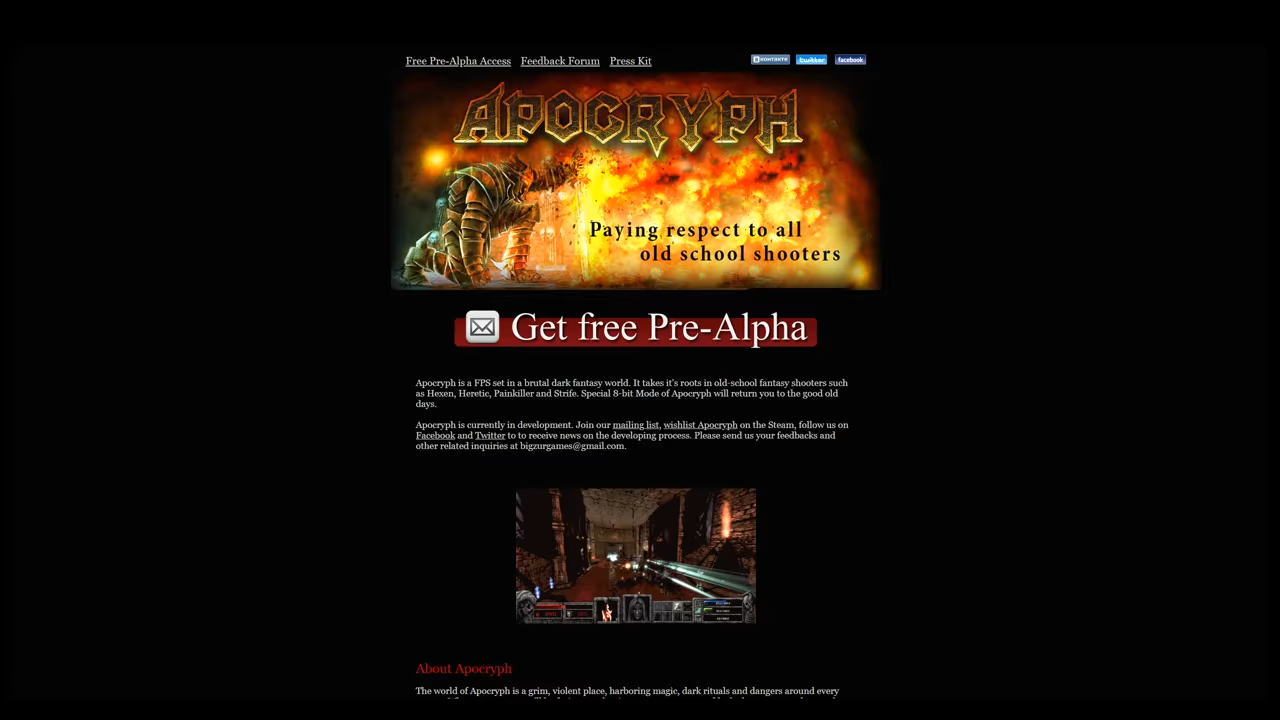 Free Pre-Alpha Access Feedback Forum Press Kit
контакте twitter facebook
APOCRYPH
Paying respect to all
old school shooters
Get free Pre-Alpha
Apocryph is a FPS set in a brutal dark fantasy world. It takes it's roots in old-school fantasy shooters such
as Hexen, Heretic, Painkiller and Strife. Special 8-bit Mode of Apocryph will return you to the good old
days.
Apocryph is currently in development. Join our mailing list, wishlist Apocryph on the Steam, follow us on
Facebook and Twitter to to receive news on the developing process. Please send us your feedbacks and
other related inquiries at bigzurgames@gmail.com.
About Apocryph
The world of Apocryph is a grim, violent place, harboring magic, dark rituals and dangers around every